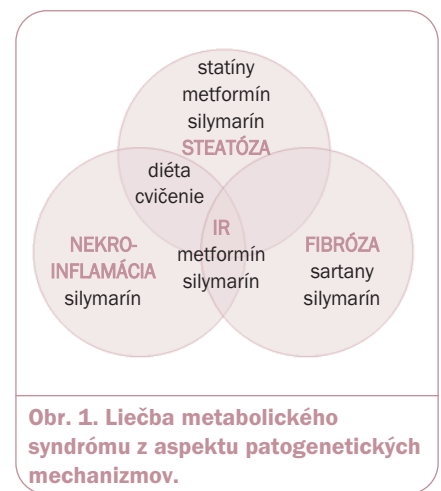 statíny
metformín
silymarín
STEATÓZA
diéta
cvičenie
IR
metformín
silymarín
NEKRO-
INFLAMÁCIA
silymarín
FIBRÓZA
sartany
silymarín
Obr. 1. Liečba metabolického
syndrómu z aspektu patogenetických
mechanizmov.